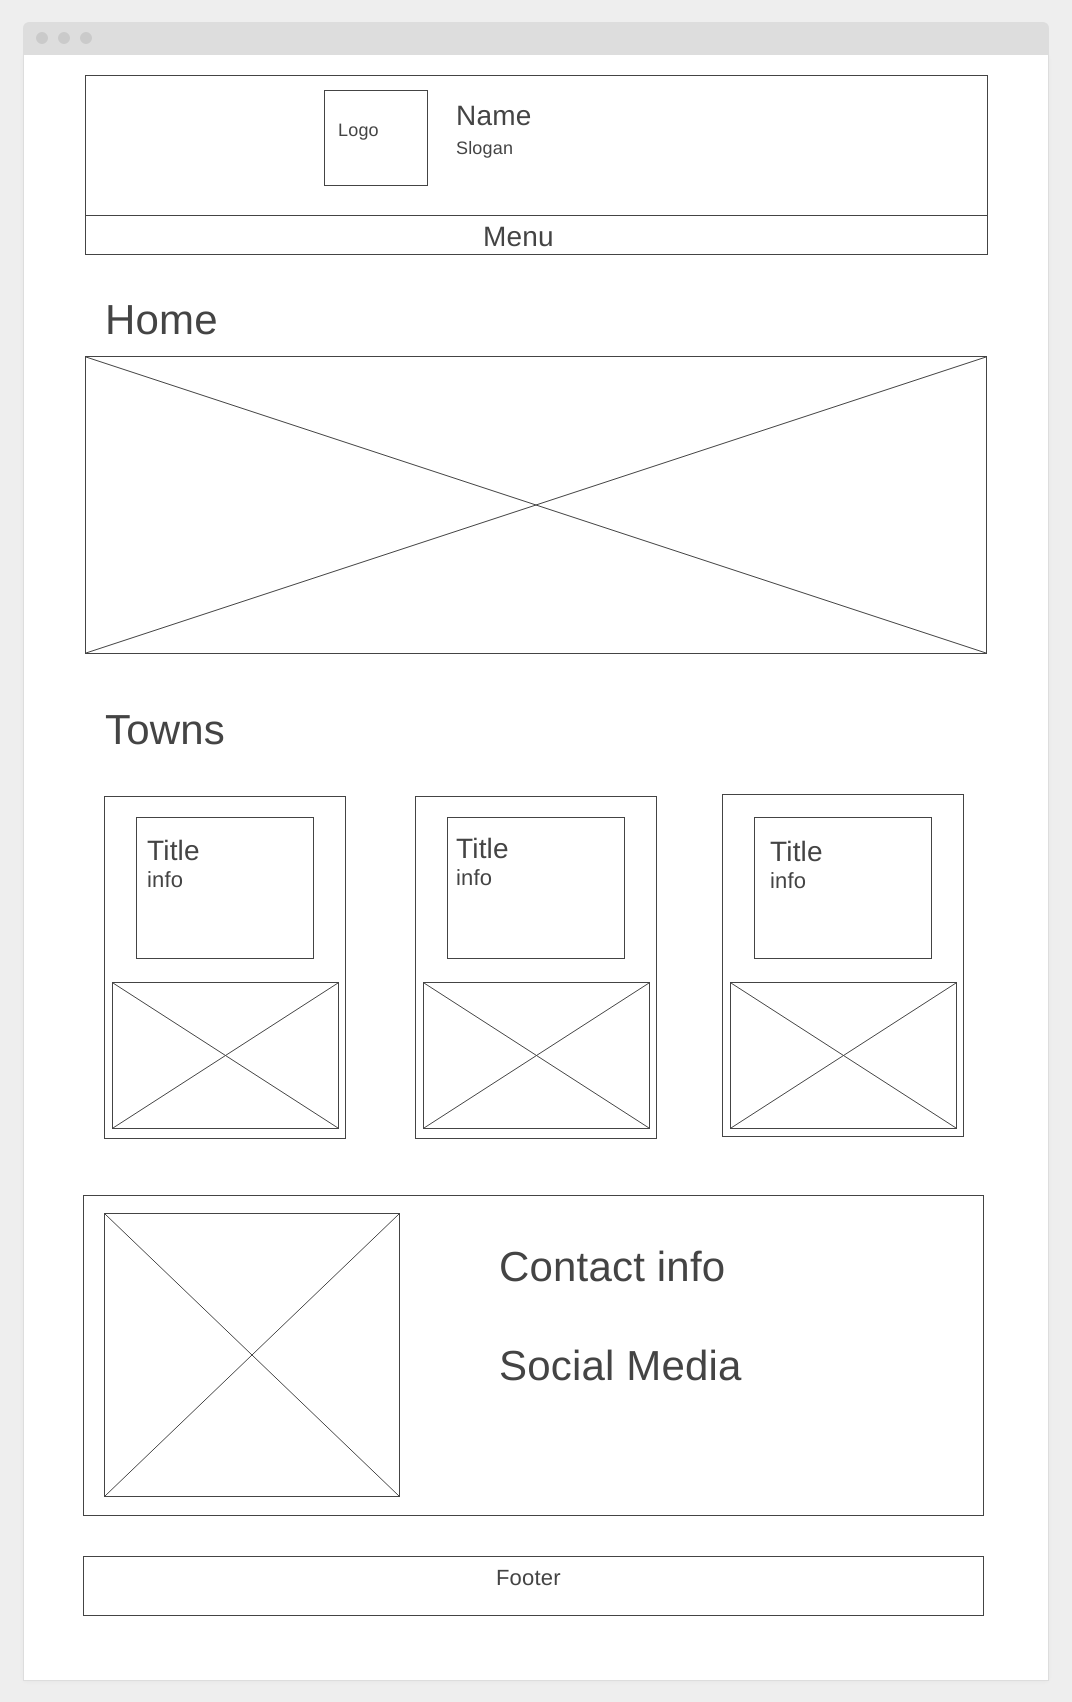 Logo
Name
Slogan
Menu
Home
Towns
Title
info
Title
info
Title
info
Contact info
Social Media
Footer